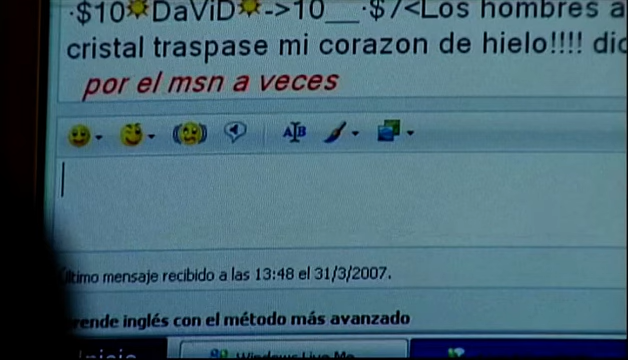 ·$10☀DaViD☀->10__·$7<Los hombres a
cristal traspase mi corazon de hielo!!!! dic
por el msn a veces
A B
Último mensaje recibido a las 13:48 el 31/3/2007.
rende inglés con el método más avanzado
Inicio
Windows Live Me